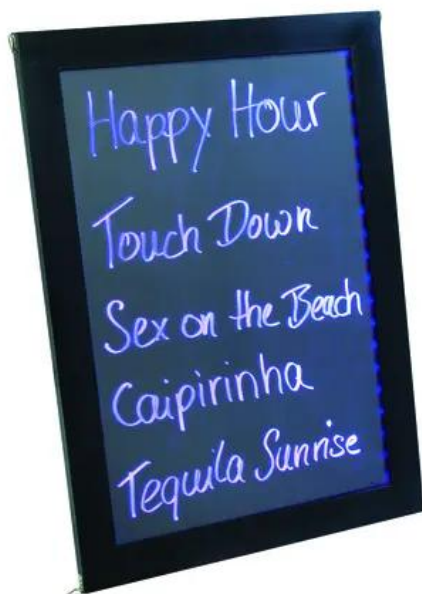 Happy Hour
Touch Down
Sex on the Beach
Caipirinha
Tequila Sunrise